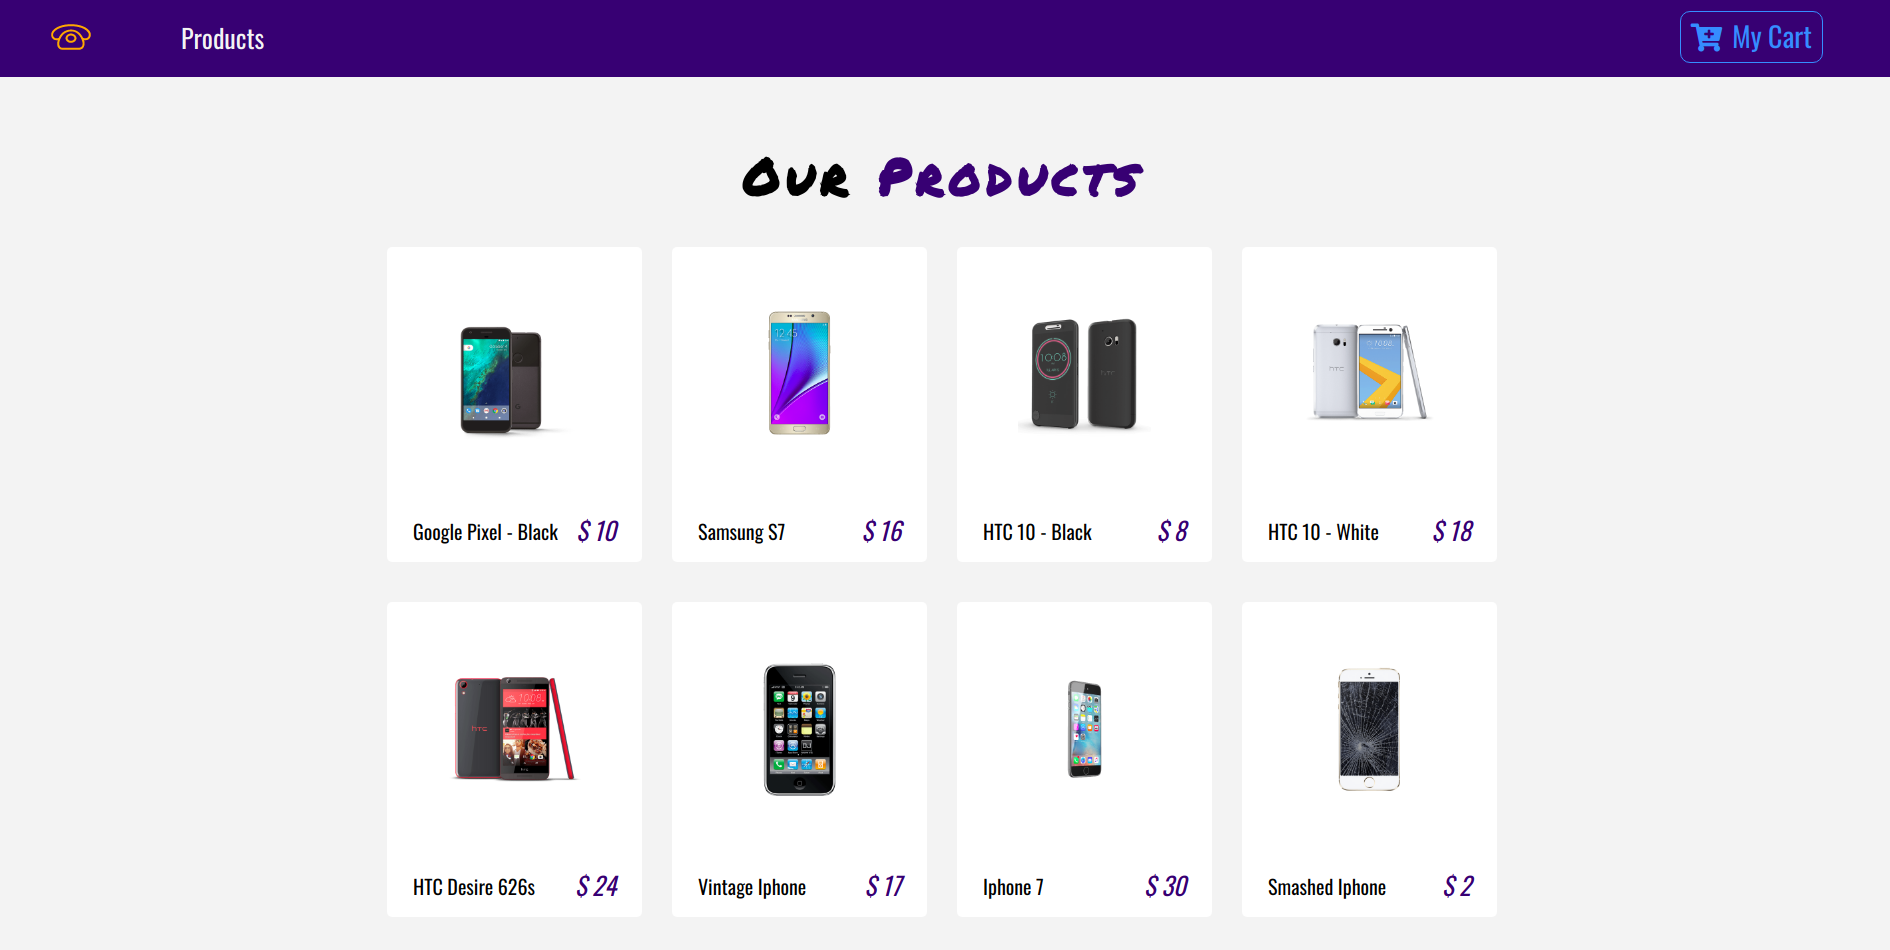 Products
My Cart
Our Products
Google Pixel - Black $ 10
Samsung S7 $ 16
HTC 10 - Black $ 8
HTC 10 - White $ 18
HTC Desire 626s $ 24
Vintage Iphone $ 17
Iphone 7 $ 30
Smashed Iphone $ 2